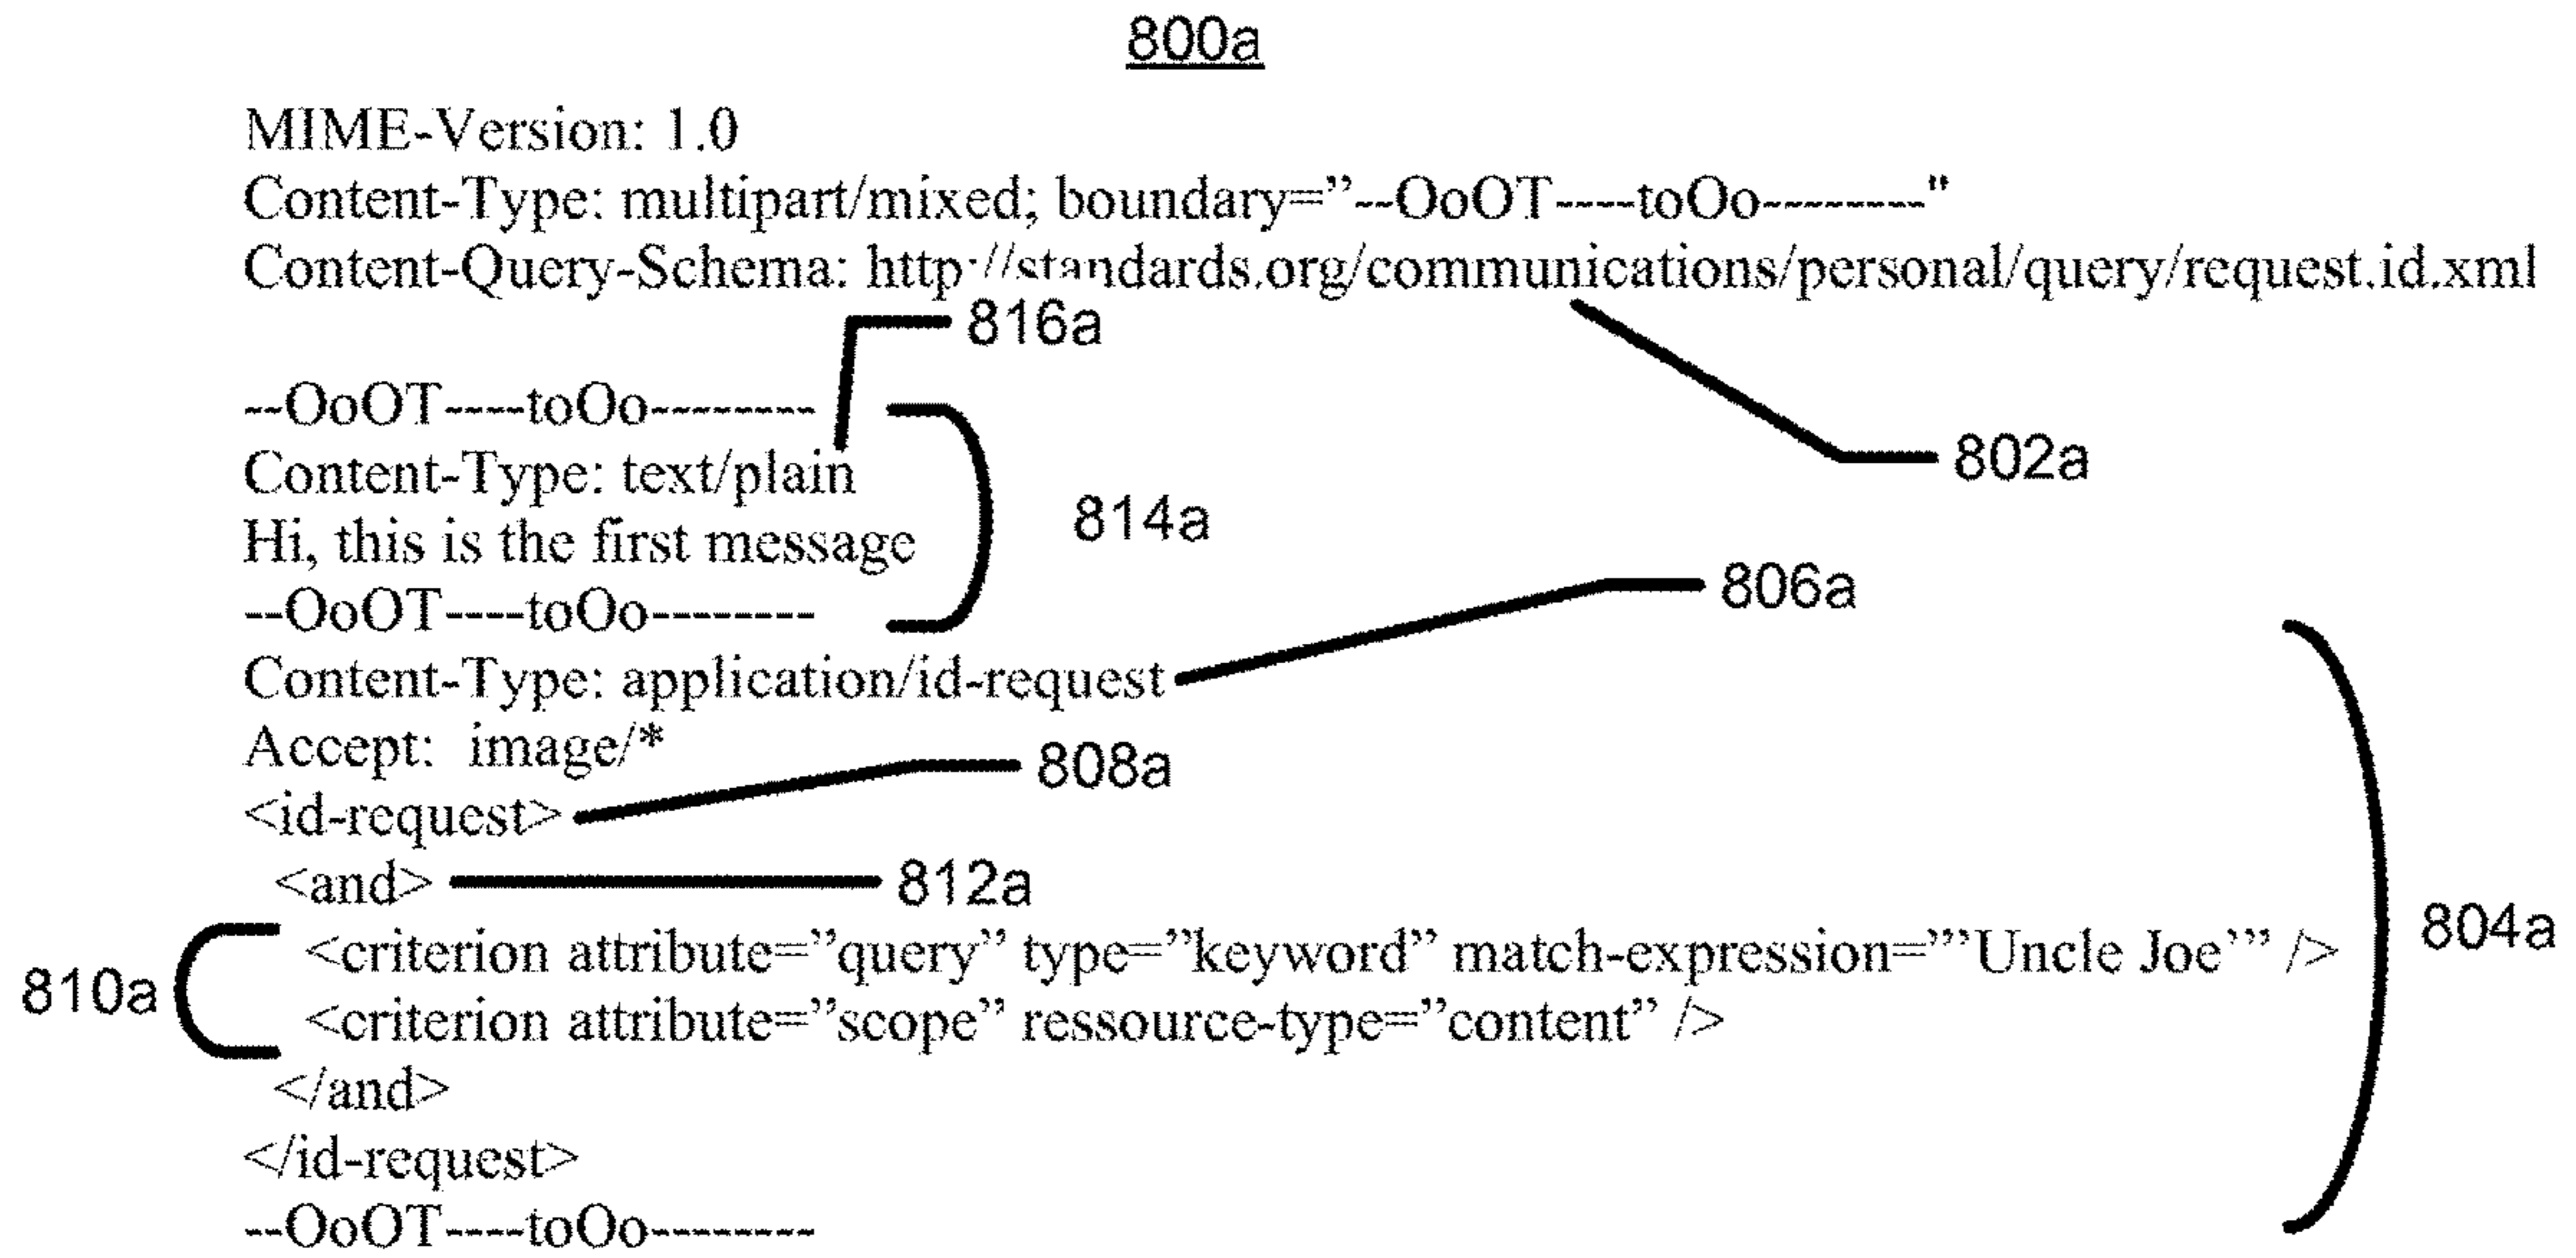 800a
MIME-Version: 1.0
Content-Type: multipart/mixed; boundary=”--OoOT----toOo--------"
Content-Query-Schema: http://standards.org/communications/personal/query/request.id.xml
816a
--OoOT----toOo--------
Content-Type: text/plain
802a
Hi, this is the first message
814a
--OoOT----toOo--------
806a
Content-Type: application/id-request
Accept:  image/*
808a
<id-request>
<and>
812a
<criterion attribute=”query” type=”keyword” match-expression=”’Uncle Joe’” />
804a
810a
<criterion attribute=”scope” ressource-type=”content” />
</and>
</id-request>
--OoOT----toOo--------